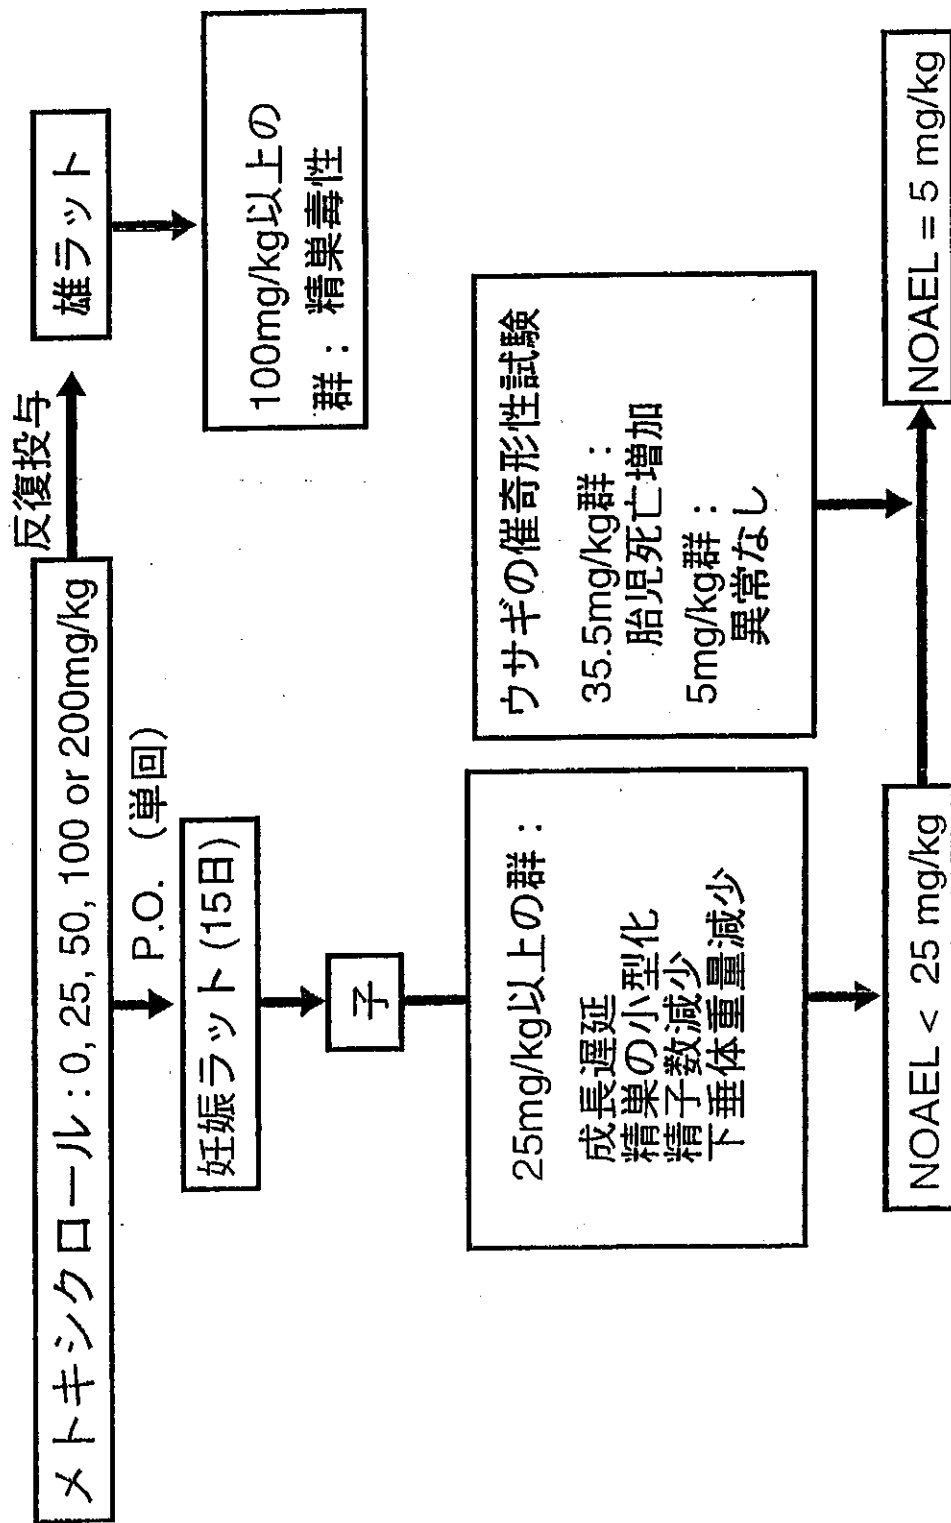 メトキシクロール : 0, 25, 50, 100 or 200mg/kg
反復投与
雄ラット
100mg/kg以上の
群 : 精巣毒性
P.O. (単回)
妊娠ラット (15日)
子
25mg/kg以上の群 :
成長遅延
精巣の小型化
精子数減少
下垂体重量減少
ウサギの催奇形性試験
35.5mg/kg群 :
胎児死亡増加
5mg/kg群 :
異常なし
NOAEL < 25 mg/kg
NOAEL = 5 mg/kg